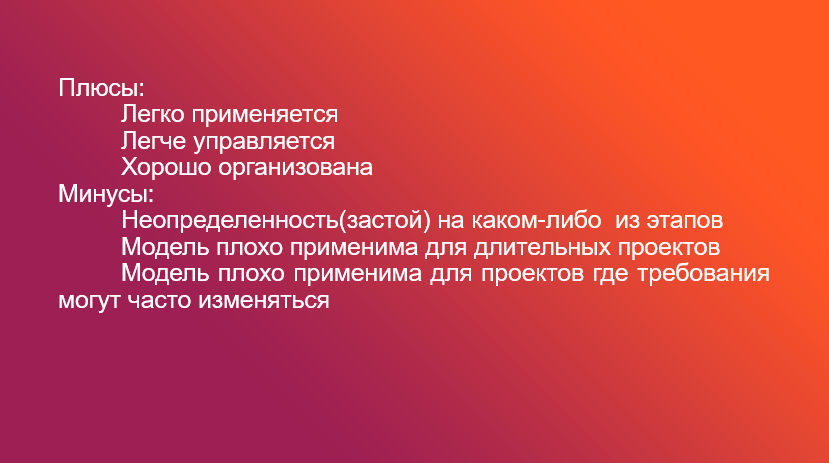 Плюсы:
Легко применяется
Легче управляется
Хорошо организована
Минусы:
Неопределенность(застой) на каком-либо  из этапов
Модель плохо применима для длительных проектов
Модель плохо применима для проектов где требования
могут часто изменяться